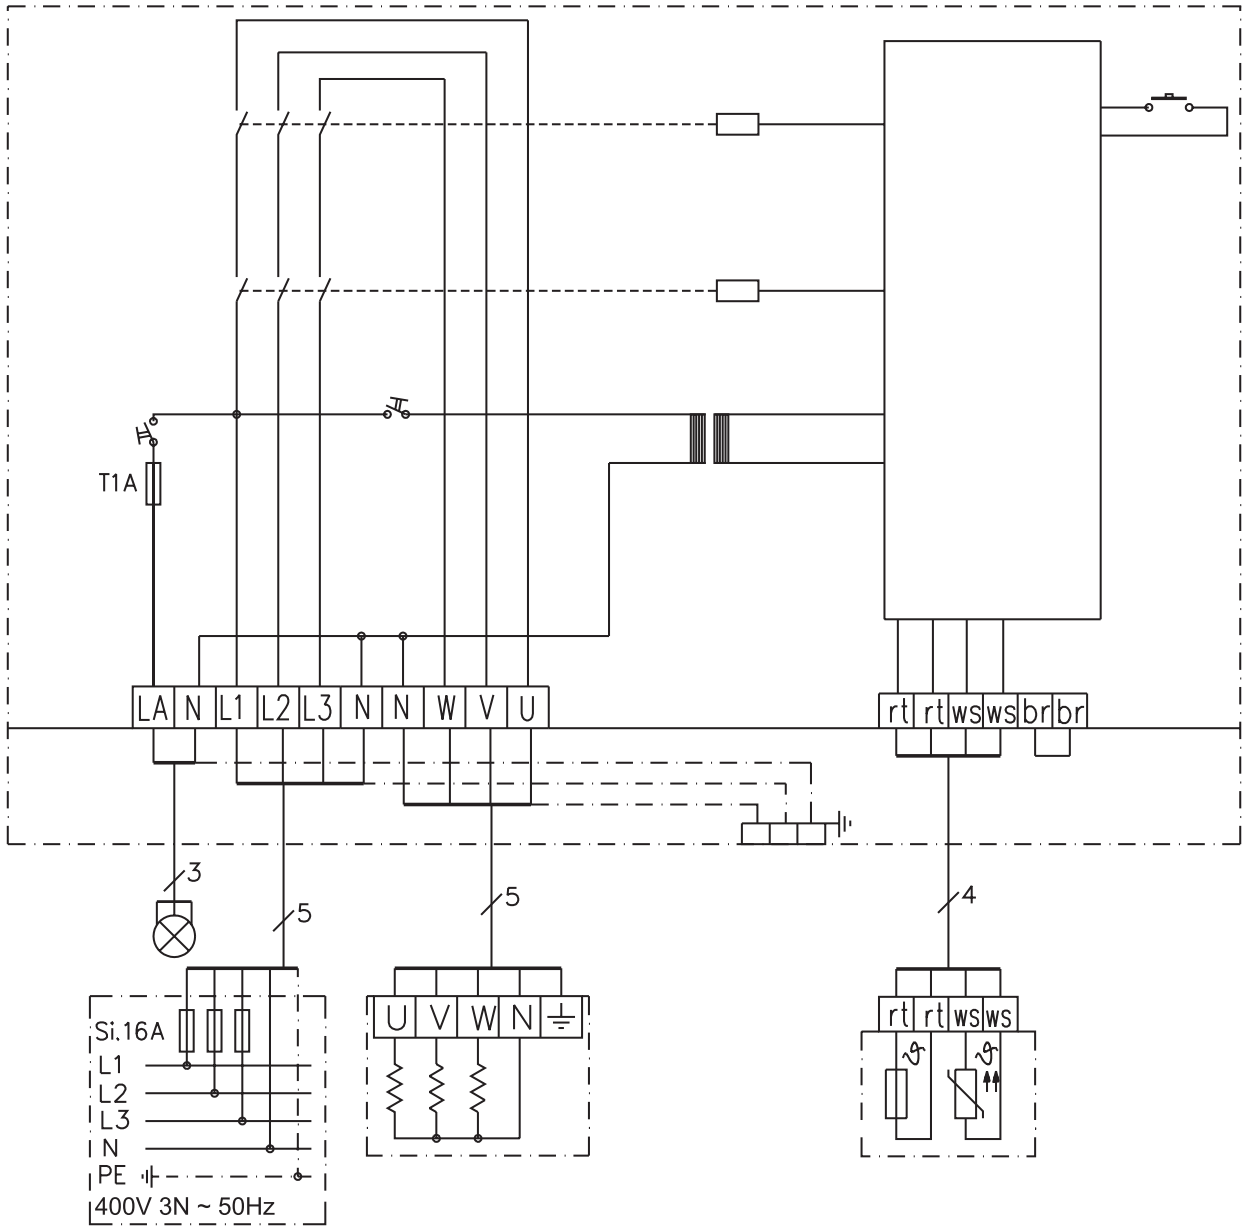 T1A
LA N L1 L2 L3 N N W V U
rt rt ws ws br br
3
5
5
4
U V W N
rt rt ws ws
ϑ ϑ
Si.16A
L1
L2
L3
N
PE
400V 3N ~ 50Hz